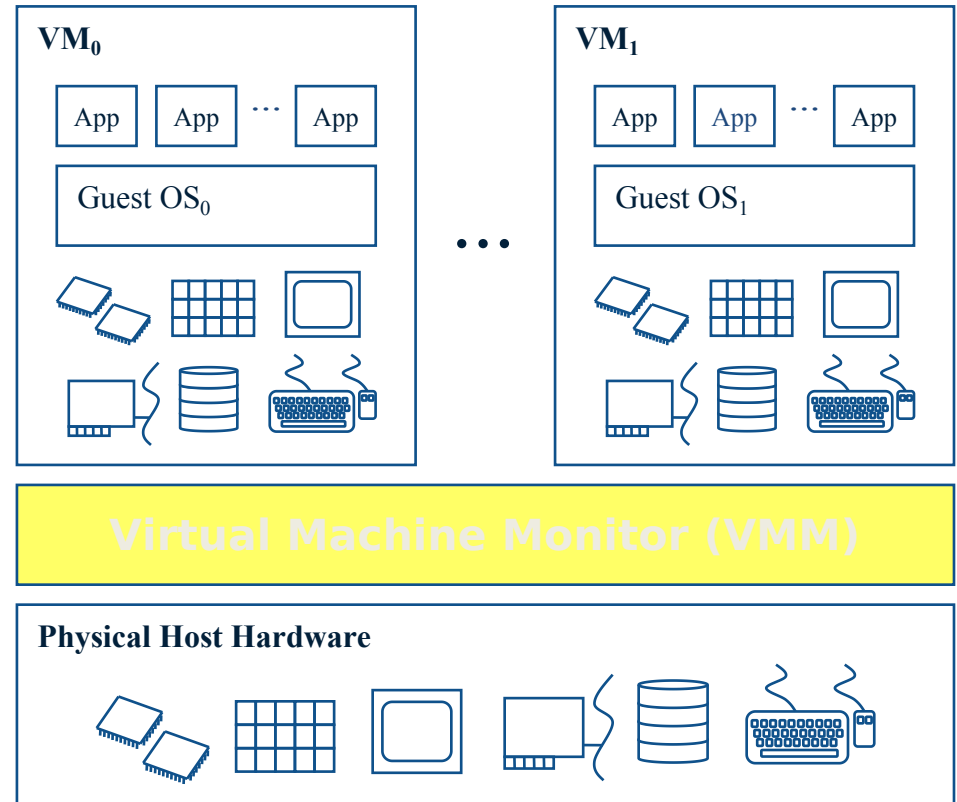 VM₀
App App ... App
Guest OS₀
VM₁
App App ... App
Guest OS₁
...
Virtual Machine Monitor (VMM)
Physical Host Hardware